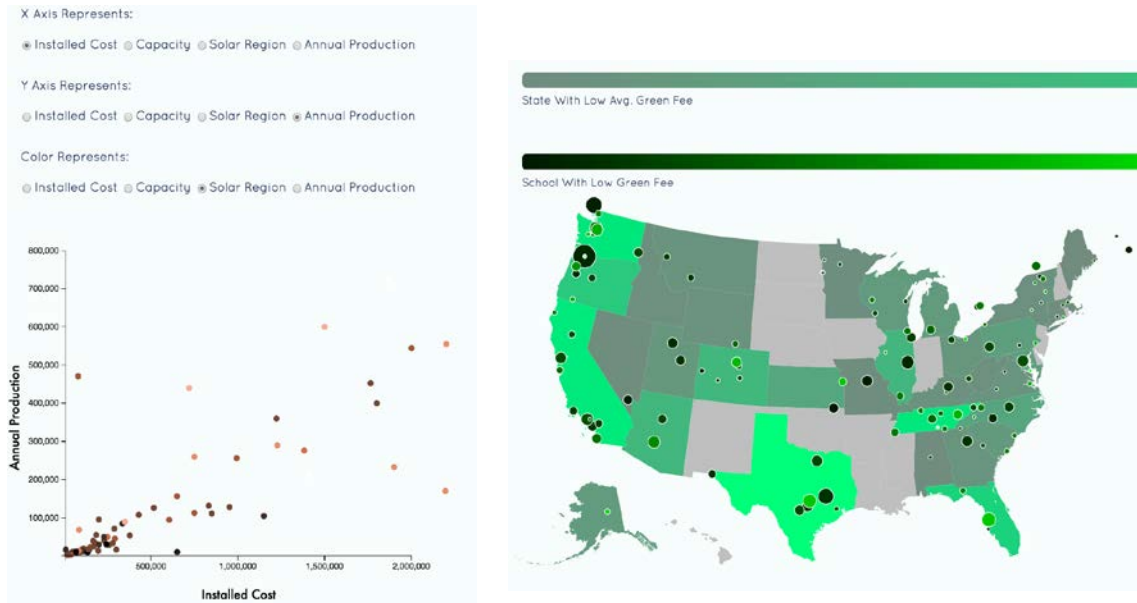 X Axis Represents:
Installed Cost Capacity Solar Region Annual Production
Y Axis Represents:
Installed Cost Capacity Solar Region Annual Production
Color Represents:
Installed Cost Capacity Solar Region Annual Production
800,000
700,000
600,000
500,000
400,000
300,000
200,000
100,000
Annual Production
500,000 1,000,000 1,500,000 2,000,000
Installed Cost
State With Low Avg. Green Fee
School With Low Green Fee